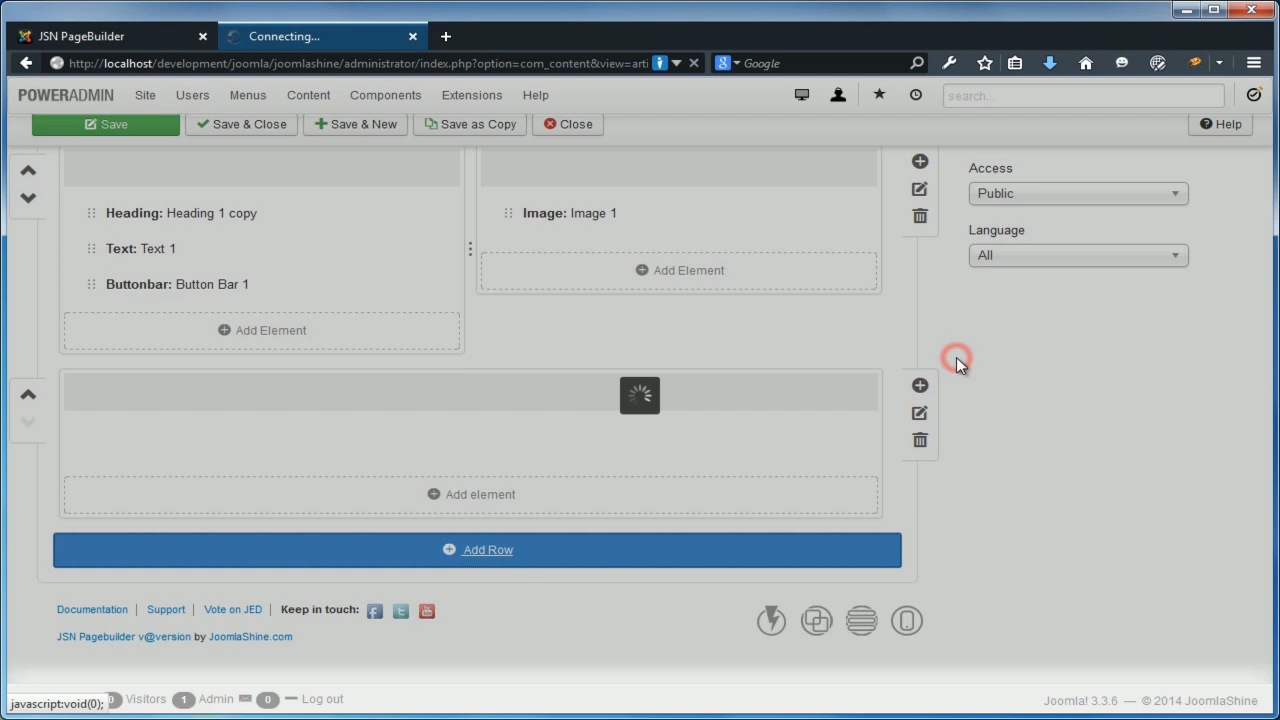 JSN PageBuilder
Connecting...
http://localhost/development/joomla/joomlashine/administrator/index.php?option=com_content&view=arti
Google
POWERADMIN Site Users Menus Content Components Extensions Help
search...
Save Save & Close Save & New Save as Copy Close Help
Access
Public
Language
All
Heading: Heading 1 copy
Text: Text 1
Buttonbar: Button Bar 1
Add Element
Image: Image 1
Add Element
Add element
Add Row
Documentation | Support | Vote on JED | Keep in touch:
JSN Pagebuilder v@version by JoomlaShine.com
javascript:void(0);
0 Visitors 1 Admin 0 Log out
Joomla! 3.3.6 — © 2014 JoomlaShine